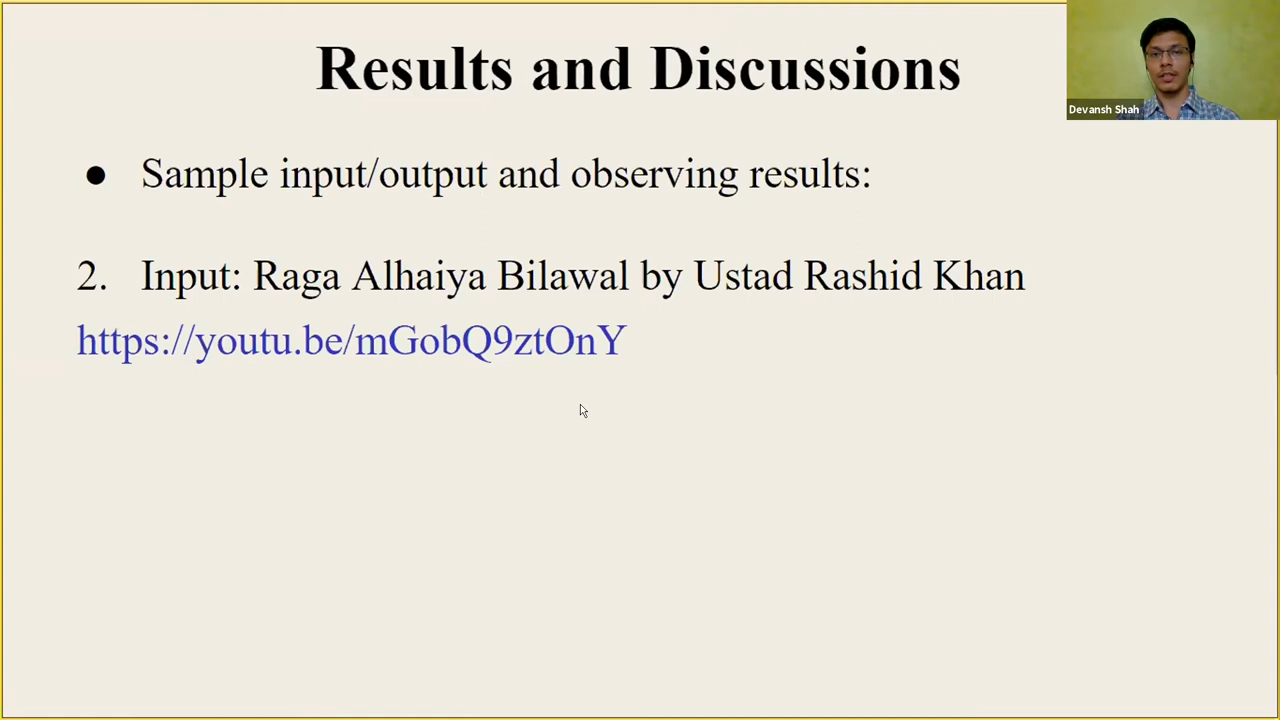 Results and Discussions
Devansh Shah
● Sample input/output and observing results:
2. Input: Raga Alhaiya Bilawal by Ustad Rashid Khan
https://youtu.be/mGobQ9ztOnY